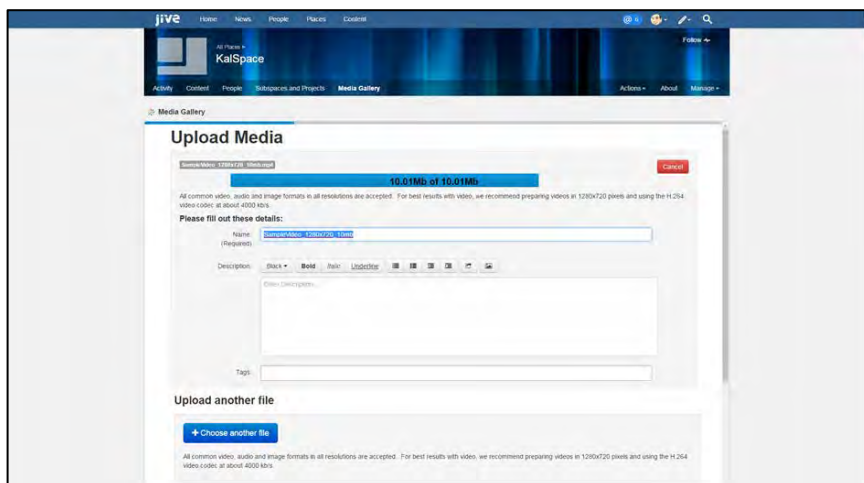 jive Home News People Places Content 6
Follow
All Places
KalSpace
Activity Content People Subspaces and Projects Media Gallery Actions About Manage
Media Gallery
Upload Media
SampleVideo_1280x720_10mb.mp4
Cancel
10.01Mb of 10.01Mb
All common video, audio and image formats in all resolutions are accepted. For best results with video, we recommend preparing videos in 1280x720 pixels and using the H.264
video codec at about 4000 kb/s.
Please fill out these details:
Name:
(Required)
SampleVideo_1280x720_10mb
Description: Black Bold Italic Underline
Enter Description...
Tags:
Upload another file
+ Choose another file
All common video, audio and image formats in all resolutions are accepted. For best results with video, we recommend preparing videos in 1280x720 pixels and using the H.264
video codec at about 4000 kb/s.